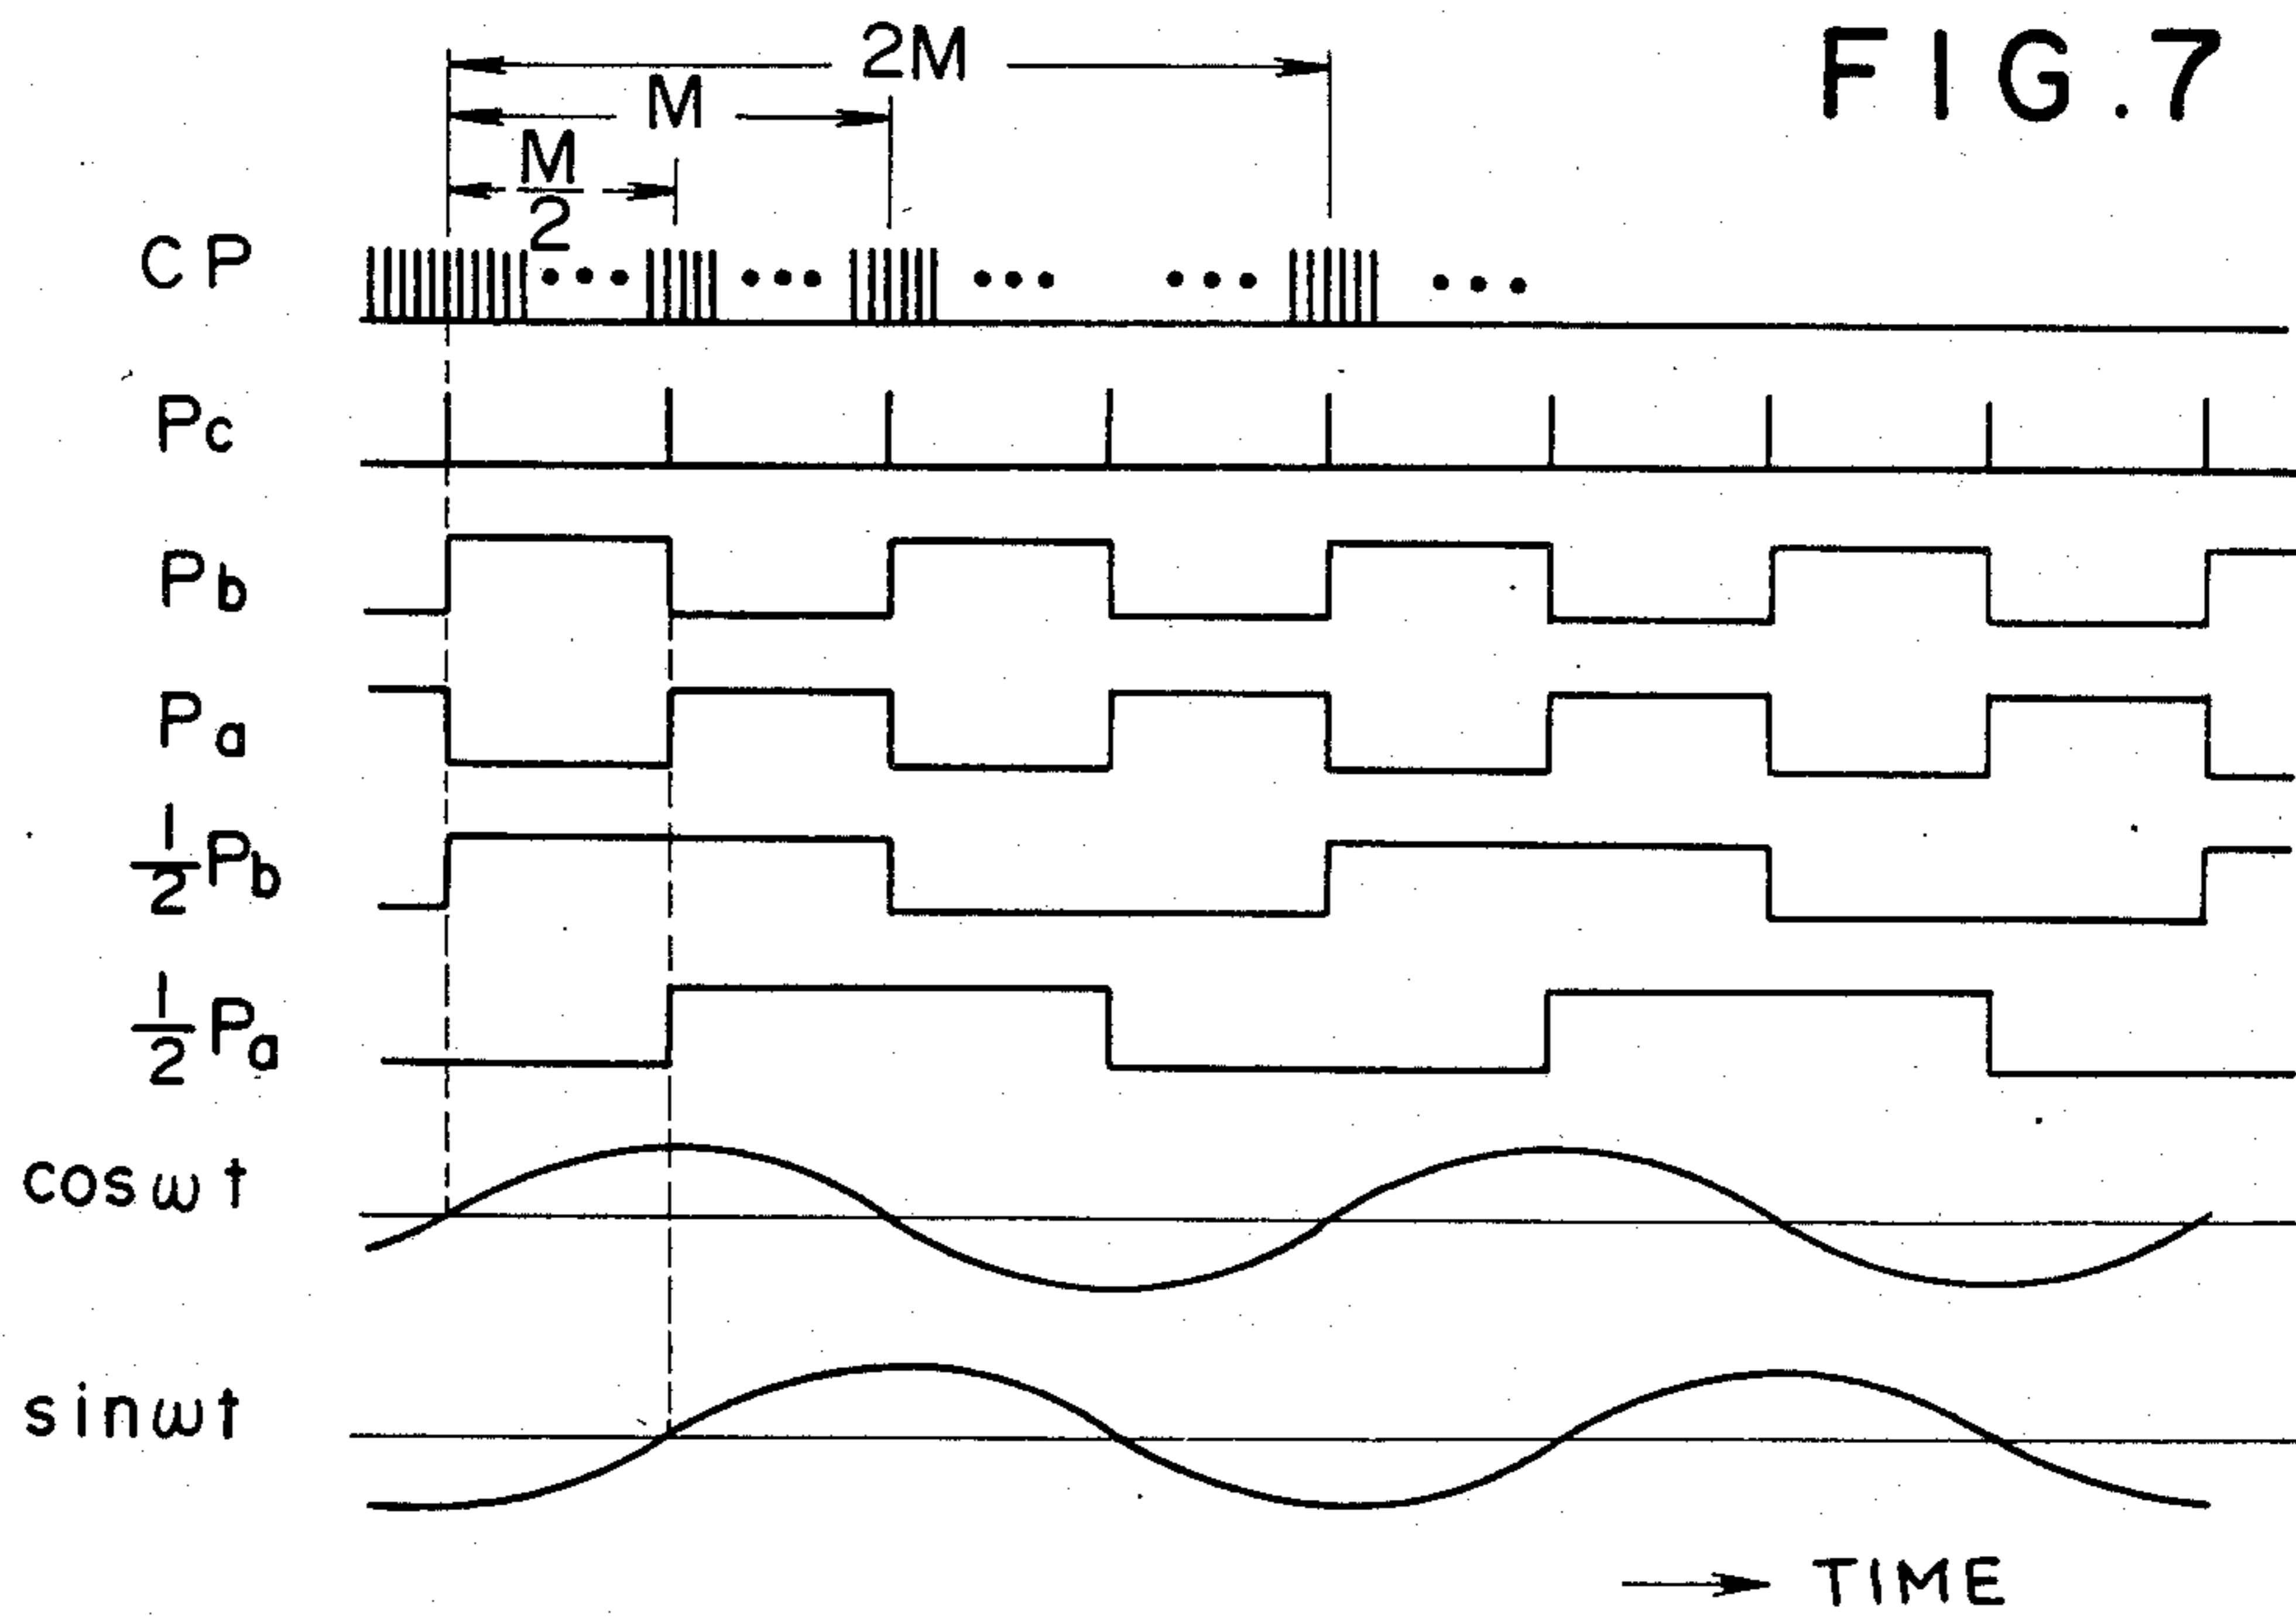 FIG.7
2M
M
M/2
CP
Pc
Pb
Pa
1/2 Pb
1/2 Pa
cosωt
sinωt
TIME